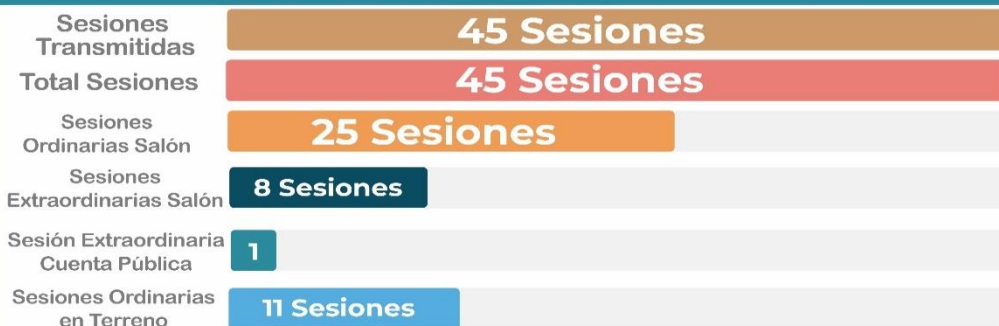 Sesiones
Transmitidas
45 Sesiones
Total Sesiones
45 Sesiones
Sesiones
Ordinarias Salón
25 Sesiones
Sesiones
Extraordinarias Salón
8 Sesiones
Sesión Extraordinaria
Cuenta Pública
1
Sesiones Ordinarias
en Terreno
11 Sesiones